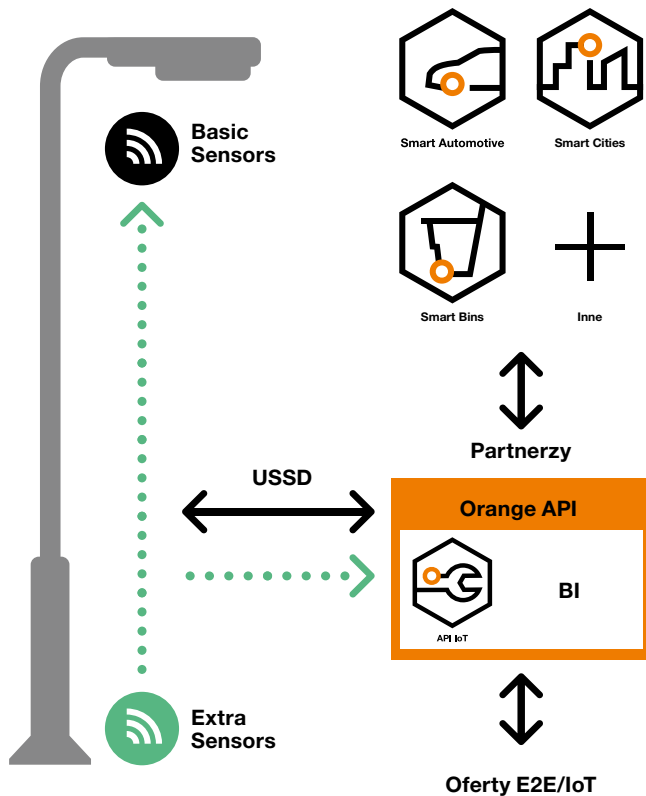 Basic
Sensors
Smart Automotive
Smart Cities
Smart Bins
Inne
Partnerzy
USSD
Orange API
BI
API IoT
Extra
Sensors
Oferty E2E/IoT